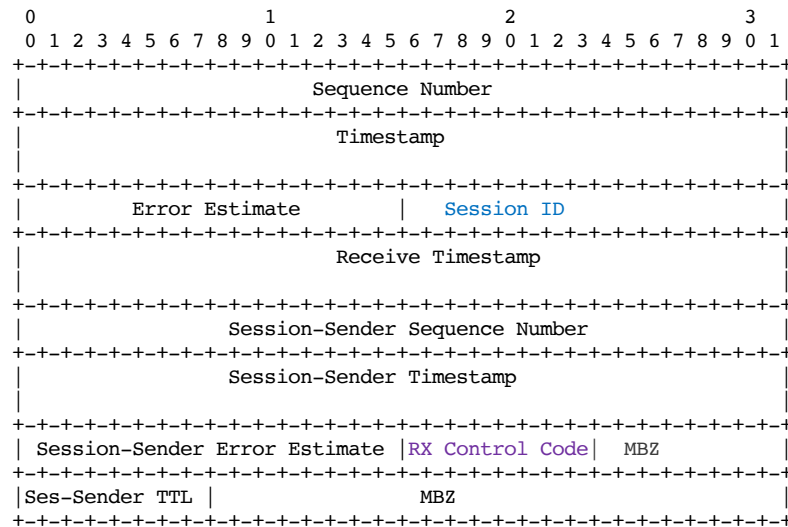 0                   1                   2                   3
 0 1 2 3 4 5 6 7 8 9 0 1 2 3 4 5 6 7 8 9 0 1 2 3 4 5 6 7 8 9 0 1
+-+-+-+-+-+-+-+-+-+-+-+-+-+-+-+-+-+-+-+-+-+-+-+-+-+-+-+-+-+-+-+-+
|                        Sequence Number                        |
+-+-+-+-+-+-+-+-+-+-+-+-+-+-+-+-+-+-+-+-+-+-+-+-+-+-+-+-+-+-+-+-+
|                          Timestamp                            |
|                                                               |
+-+-+-+-+-+-+-+-+-+-+-+-+-+-+-+-+-+-+-+-+-+-+-+-+-+-+-+-+-+-+-+-+
|         Error Estimate        |   Session ID                  |
+-+-+-+-+-+-+-+-+-+-+-+-+-+-+-+-+-+-+-+-+-+-+-+-+-+-+-+-+-+-+-+-+
|                          Receive Timestamp                    |
|                                                               |
+-+-+-+-+-+-+-+-+-+-+-+-+-+-+-+-+-+-+-+-+-+-+-+-+-+-+-+-+-+-+-+-+
|                 Session-Sender Sequence Number                |
+-+-+-+-+-+-+-+-+-+-+-+-+-+-+-+-+-+-+-+-+-+-+-+-+-+-+-+-+-+-+-+-+
|                 Session-Sender Timestamp                      |
|                                                               |
+-+-+-+-+-+-+-+-+-+-+-+-+-+-+-+-+-+-+-+-+-+-+-+-+-+-+-+-+-+-+-+-+
| Session-Sender Error Estimate |RX Control Code|  MBZ          |
+-+-+-+-+-+-+-+-+-+-+-+-+-+-+-+-+-+-+-+-+-+-+-+-+-+-+-+-+-+-+-+-+
|Ses-Sender TTL |                 MBZ                           |
+-+-+-+-+-+-+-+-+-+-+-+-+-+-+-+-+-+-+-+-+-+-+-+-+-+-+-+-+-+-+-+-+